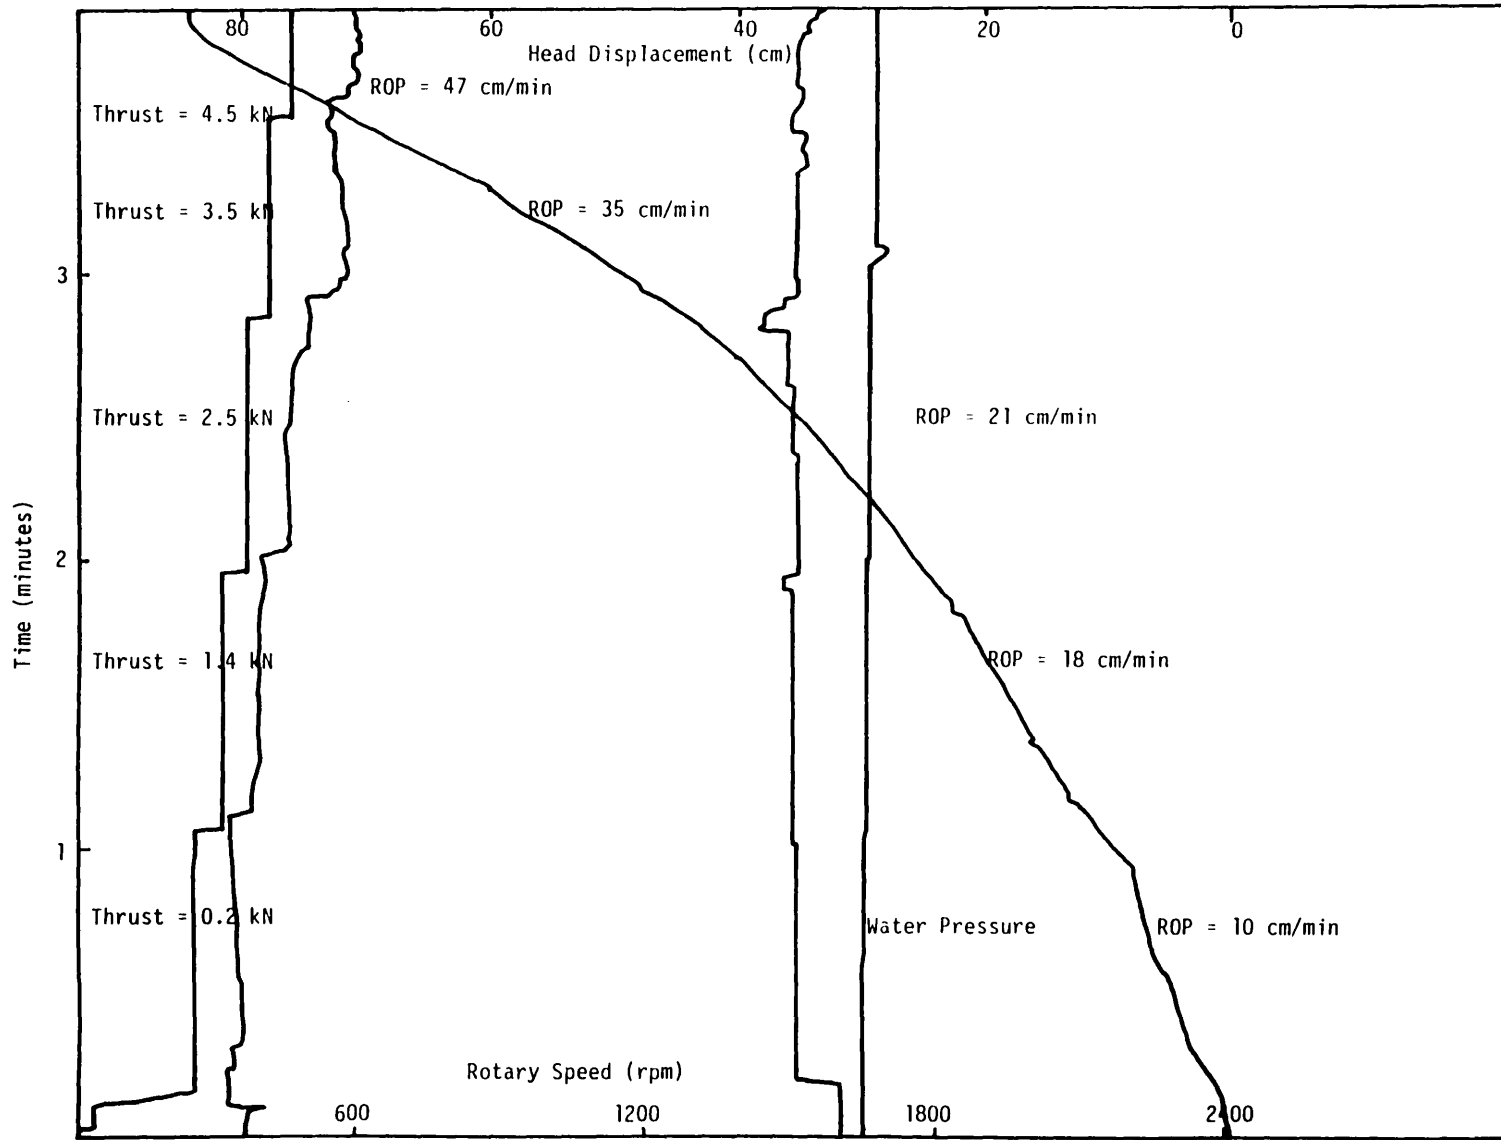 80 60 40 20 0
Head Displacement (cm)
ROP = 47 cm/min
Thrust = 4.5 kN
Thrust = 3.5 kN
ROP = 35 cm/min
3
Thrust = 2.5 kN
ROP = 21 cm/min
Time (minutes)
2
Thrust = 1.4 kN
ROP = 18 cm/min
1
Thrust = 0.2 kN
Water Pressure
ROP = 10 cm/min
Rotary Speed (rpm)
600 1200 1800 2400